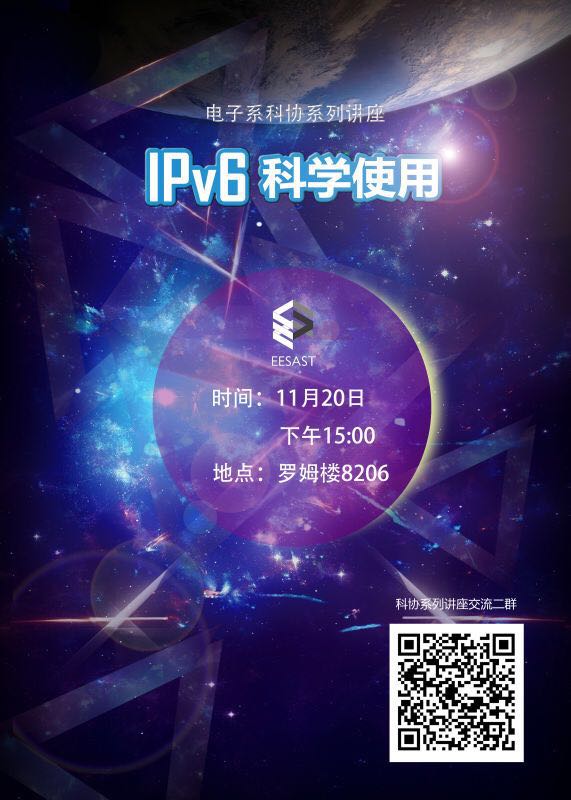 电子系科协系列讲座
IPv6 科学使用
EESAST
时间：11月20日
下午15:00
地点：罗姆楼8206
科协系列讲座交流二群